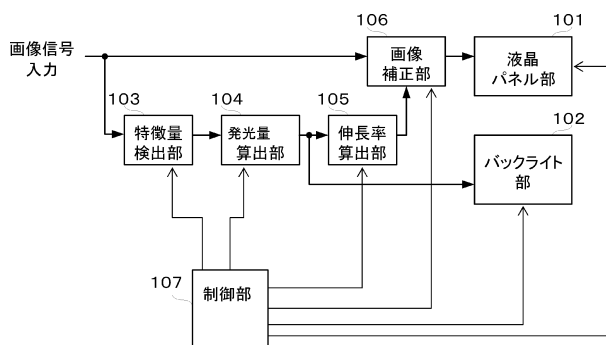 106
101
画像信号
入力
画像
補正部
液晶
パネル部
103
104
105
102
特徴量
検出部
発光量
算出部
伸長率
算出部
バックライト
部
107
制御部